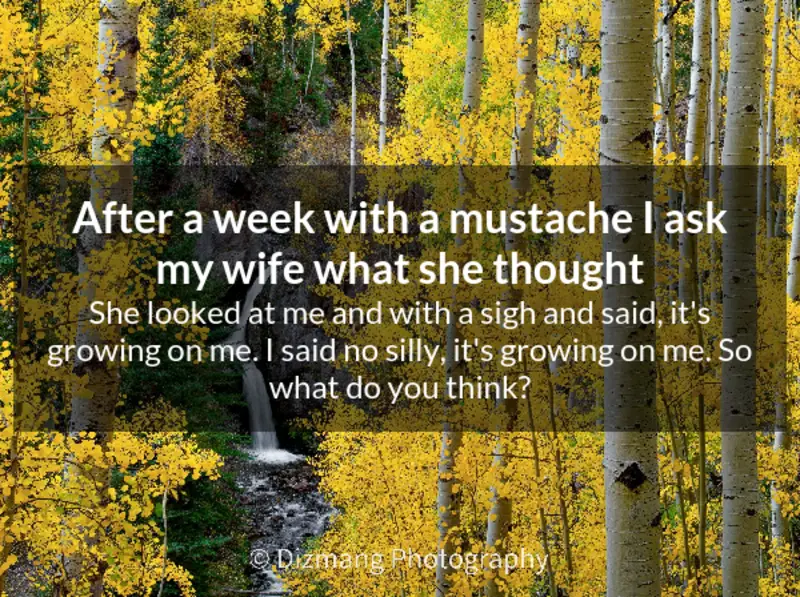 After a week with a mustache I ask
my wife what she thought
She looked at me and with a sigh and said, it's
growing on me. I said no silly, it's growing on me. So
what do you think?
© Dizmang Photography